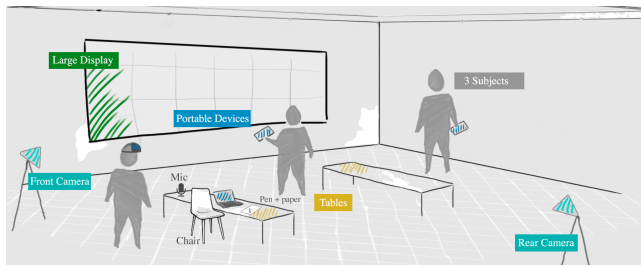 Large Display
3 Subjects
Portable Devices
Front Camera
Mic
Pen + paper
Tables
Chair
Rear Camera